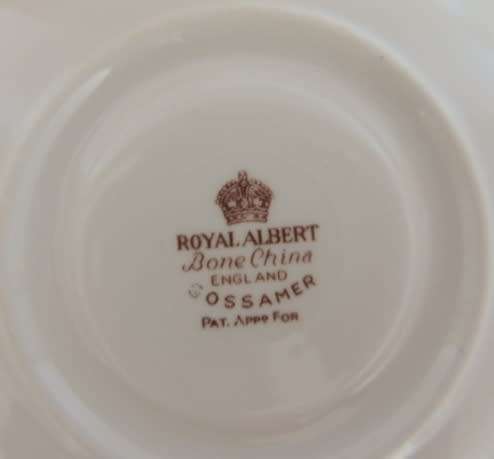 ROYAL ALBERT
Bone China
ENGLAND
GOSSAMER
PAT. APPD FOR